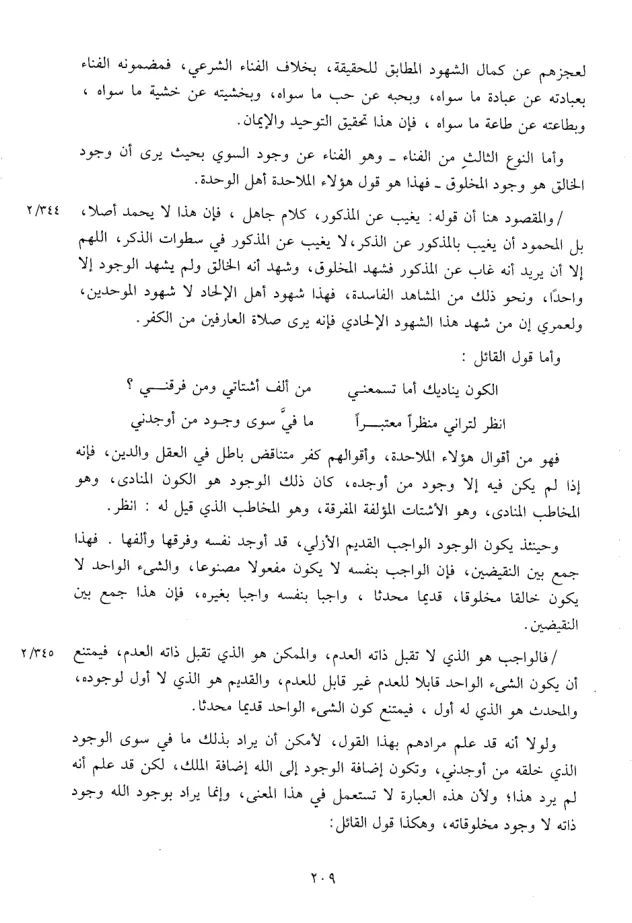 لعجزهم عن كمال الشهود المطابق للحقيقة، بخلاف الفناء الشرعي، فمضمونه الفناء
بعبادته عن عبادة ما سواه، وبحبه عن حب ما سواه، وبخشيته عن خشية ما سواه ،
وبطاعته عن طاعة ما سواه ، فإن هذا تحقيق التوحيد والإيمان.
وأما النوع الثالث من الفناء ـ وهو الفناء عن وجود السوي بحيث يرى أن وجود
الخالق هو وجود المخلوق ـ فهذا هو قول هؤلاء الملاحدة أهل الوحدة.
/ والمقصود هنا أن قوله: يغيب عن المذكور، كلام جاهل ، فإن هذا لا يحمد أصلا، ٢/٣٤٤
بل المحمود أن يغيب بالمذكور عن الذكر، لا يغيب عن المذكور في سطوات الذكر، اللهم
إلا أن يريد أنه غاب عن المذكور فشهد المخلوق، وشهد أنه الخالق ولم يشهد الوجود إلا
واحدًا، ونحو ذلك من المشاهد الفاسدة، فهذا شهود أهل الإلحاد لا شهود الموحدين،
ولعمري إن من شهد هذا الشهود الإلحادي فإنه يرى صلاة العارفين من الكفر.
وأما قول القائل :
الكون يناديك أما تسمعنـي من ألف أشتاتي ومن فرقنـــي ؟
انظر لتراني منظراً معتبـــراً ما فيَّ سوى وجـود من أوجدني
فهو من أقوال هؤلاء الملاحدة، وأقوالهم كفر متناقض باطل في العقل والدين، فإنه
إذا لم يكن فيه إلا وجود من أوجده، كان ذلك الوجود هو الكون المنادى، وهو
المخاطب المنادى، وهو الأشتات المؤلفة المفرقة، وهو المخاطب الذي قيل له : انظر.
وحينئذ يكون الوجود الواجب القديم الأزلي، قد أوجد نفسه وفرقها وألفها . فهذا
جمع بين النقيضين، فإن الواجب بنفسه لا يكون مفعولا مصنوعا، والشىء الواحد لا
يكون خالقا مخلوقا، قديما محدثا ، واجبا بنفسه واجبا بغيره، فإن هذا جمع بين
النقيضين.
/ فالواجب هو الذي لا تقبل ذاته العدم، والممكن هو الذي تقبل ذاته العدم، فيمتنع ٢/٣٤٥
أن يكون الشىء الواحد قابلا للعدم غير قابل للعدم، والقديم هو الذي لا أول لوجوده،
والمحدث هو الذي له أول ، فيمتنع كون الشىء الواحد قديما محدثا.
ولولا أنه قد علم مرادهم بهذا القول، لأمكن أن يراد بذلك ما في سوى الوجود
الذي خلقه من أوجدني، وتكون إضافة الوجود إلى الله إضافة الملك، لكن قد علم أنه
لم يرد هذا؛ ولأن هذه العبارة لا تستعمل في هذا المعنى، وإنما يراد بوجود الله وجود
ذاته لا وجود مخلوقاته، وهكذا قول القائل:
٢٠٩